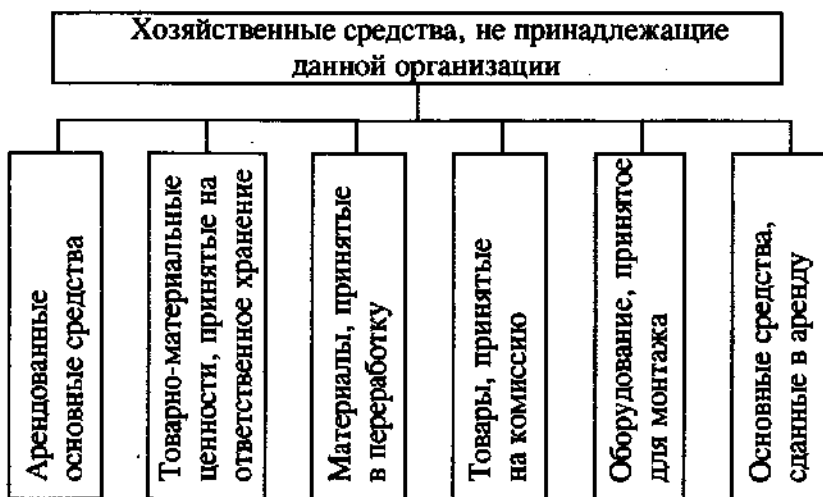 Хозяйственные средства, не принадлежащие
данной организации
Арендованные
основные средства
Товарно-материальные
ценности, принятые на
ответственное хранение
Материалы, принятые
в переработку
Товары, принятые
на комиссию
Оборудование, принятое
для монтажа
Основные средства,
сданные в аренду